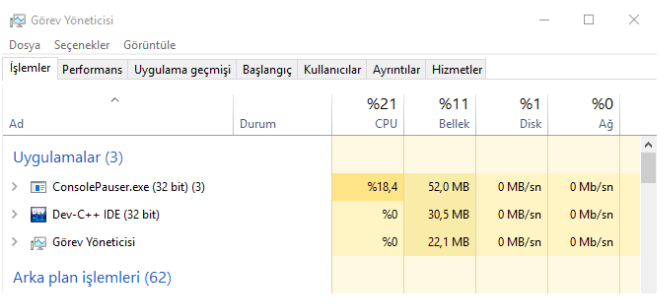 Görev Yöneticisi
Dosya Seçenekler Görüntüle
İşlemler Performans Uygulama geçmişi Başlangıç Kullanıcılar Ayrıntılar Hizmetler
%21 %11 %1 %0
Ad Durum CPU Bellek Disk Ağ
Uygulamalar (3)
ConsolePauser.exe (32 bit) (3) %18,4 52,0 MB 0 MB/sn 0 Mb/sn
Dev-C++ IDE (32 bit) %0 30,5 MB 0 MB/sn 0 Mb/sn
Görev Yöneticisi %0 22,1 MB 0 MB/sn 0 Mb/sn
Arka plan işlemleri (62)